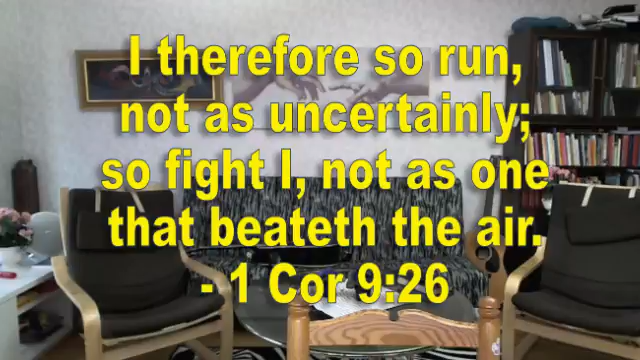 I therefore so run,
not as uncertainly;
so fight I, not as one
that beateth the air.
- 1 Cor 9:26